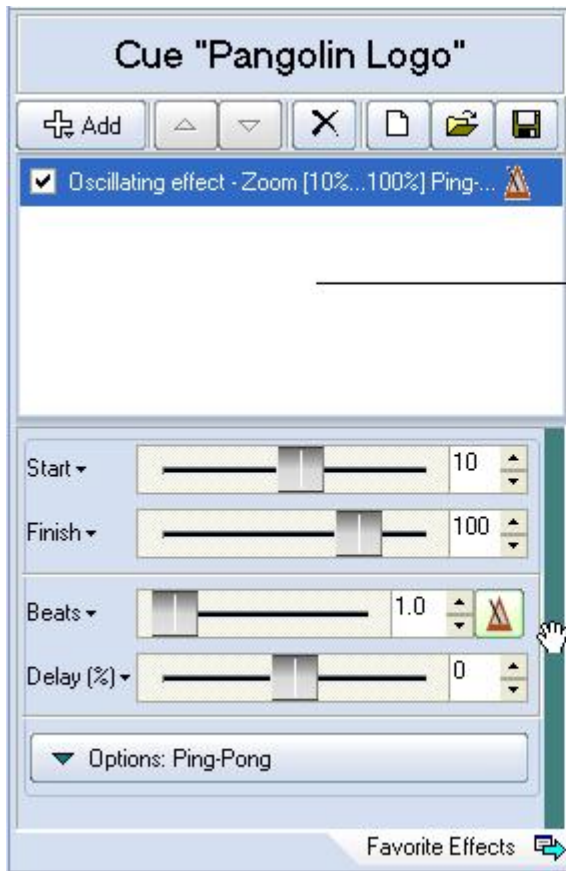 Cue "Pangolin Logo"
Add
Oscillating effect - Zoom [10%...100%] Ping-...
Start 10
Finish 100
Beats 1.0
Delay (%) 0
Options: Ping-Pong
Favorite Effects